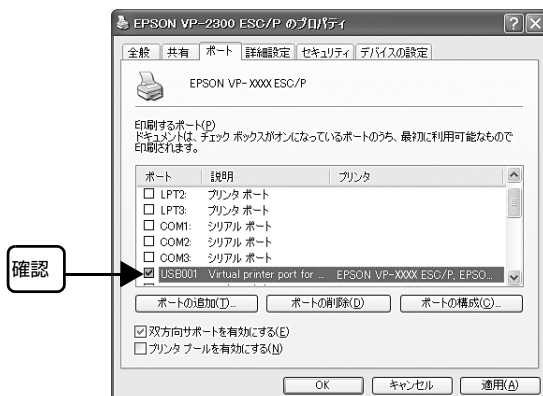 EPSON VP-2300 ESC/P のプロパティ
全般 共有 ポート 詳細設定 セキュリティ デバイスの設定
EPSON VP-XXXX ESC/P
印刷するポート(P)
ドキュメントは、チェック ボックスがオンになっているポートのうち、最初に利用可能なもので
印刷されます。
ポート 説明 プリンタ
LPT2: プリンタ ポート
LPT3: プリンタ ポート
COM1: シリアル ポート
COM2: シリアル ポート
COM3: シリアル ポート
確認
USB001 Virtual printer port for ... EPSON VP-XXXX ESC/P, EPSO...
ポートの追加(T)... ポートの削除(D) ポートの構成(C)...
双方向サポートを有効にする(E)
プリンタ プールを有効にする(N)
OK キャンセル 適用(A)